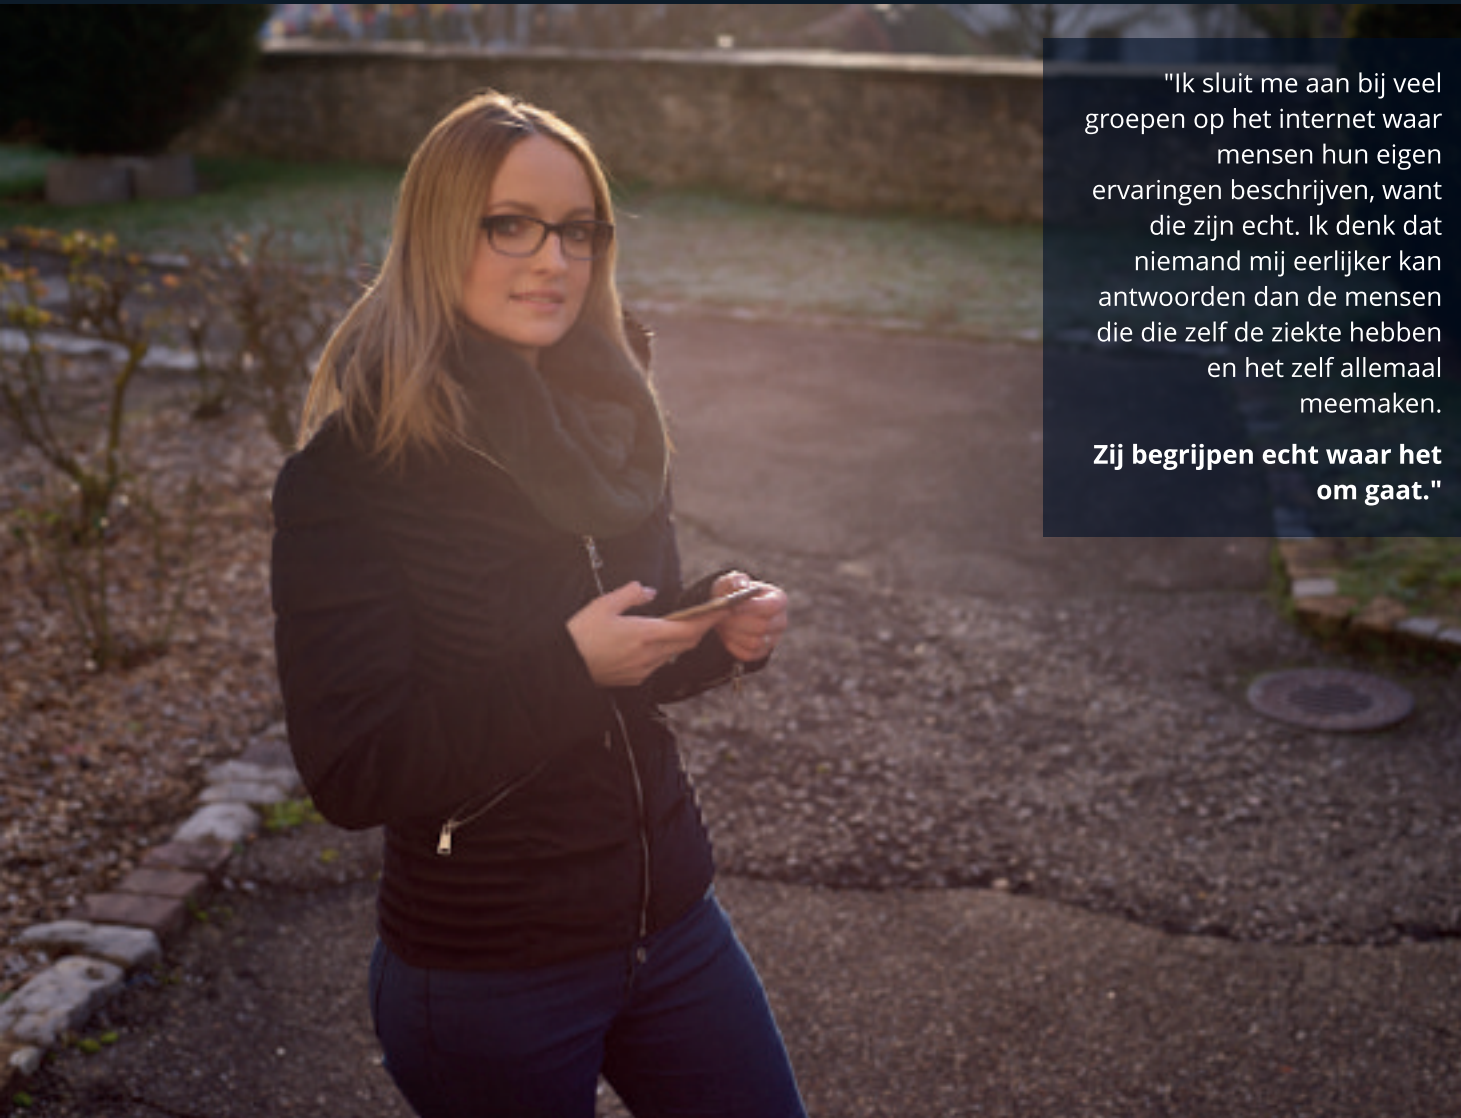 "Ik sluit me aan bij veel
groepen op het internet waar
mensen hun eigen
ervaringen beschrijven, want
die zijn echt. Ik denk dat
niemand mij eerlijker kan
antwoorden dan de mensen
die die zelf de ziekte hebben
en het zelf allemaal
meemaken.
Zij begrijpen echt waar het
om gaat."